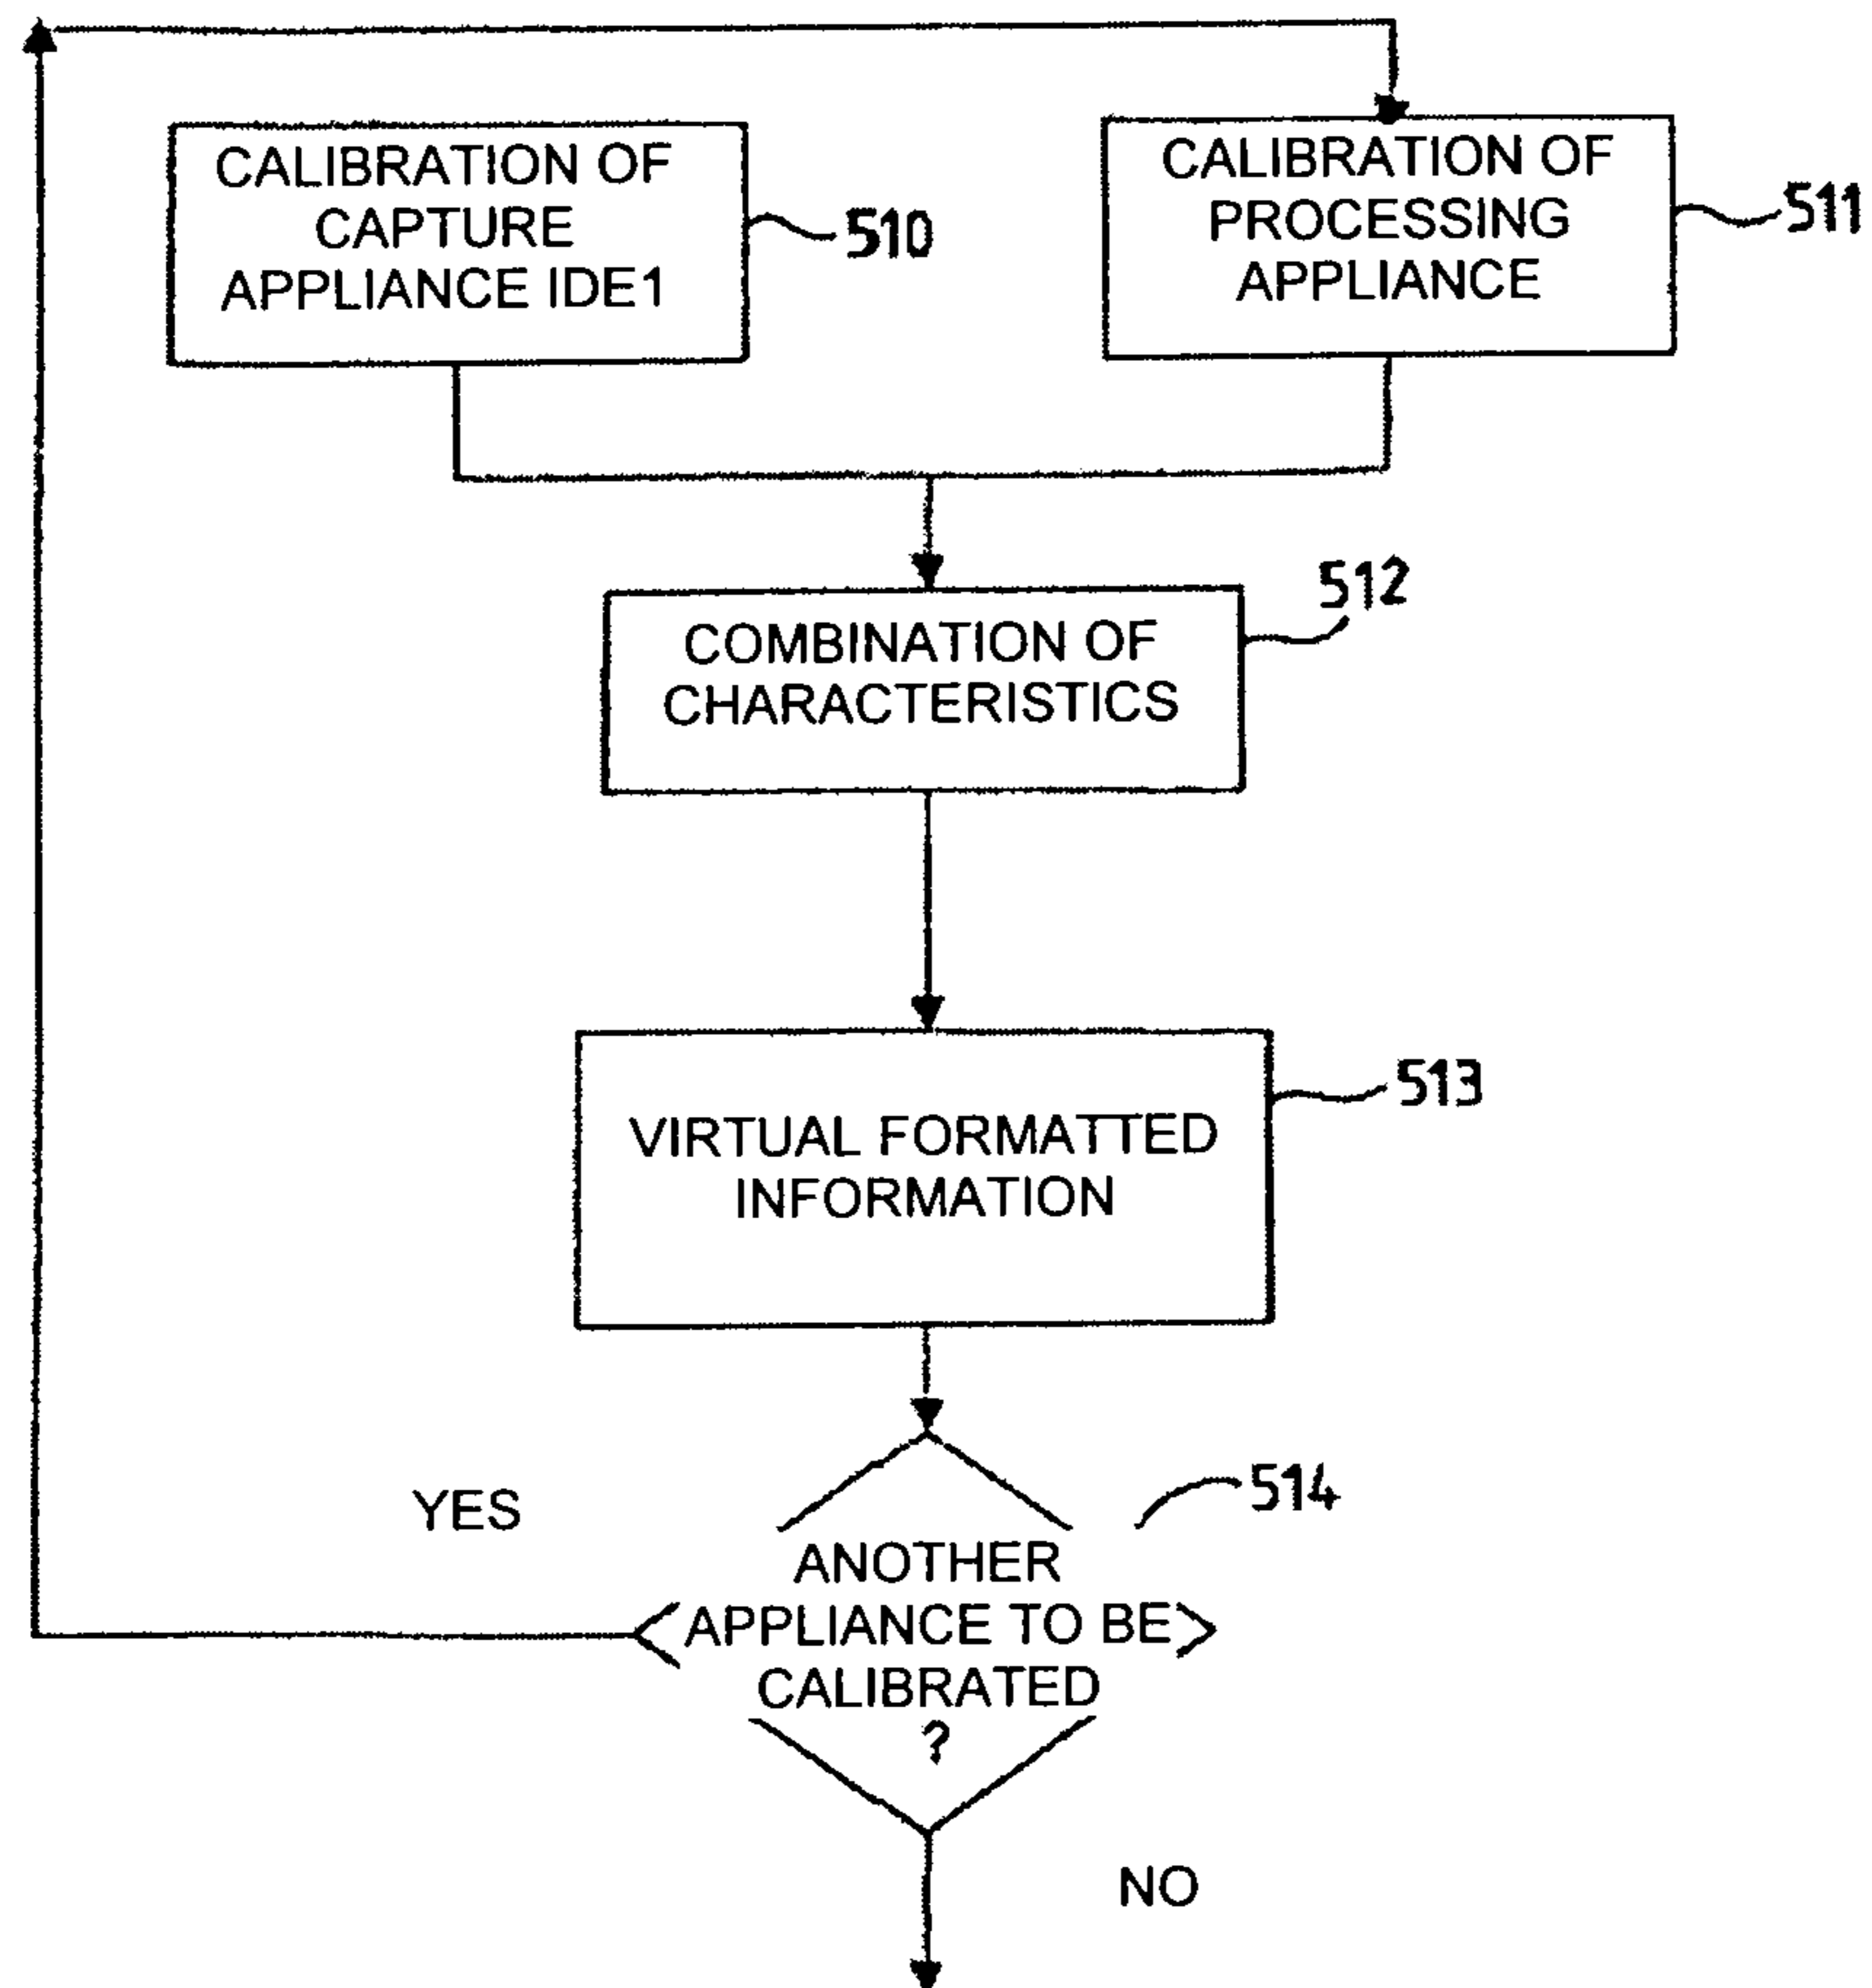 CALIBRATION OF
CAPTURE
APPLIANCE IDE1
510
CALIBRATION OF
PROCESSING
APPLIANCE
511
COMBINATION OF
CHARACTERISTICS
512
VIRTUAL FORMATTED
INFORMATION
513
YES
514
ANOTHER
APPLIANCE TO BE
CALIBRATED
?
NO